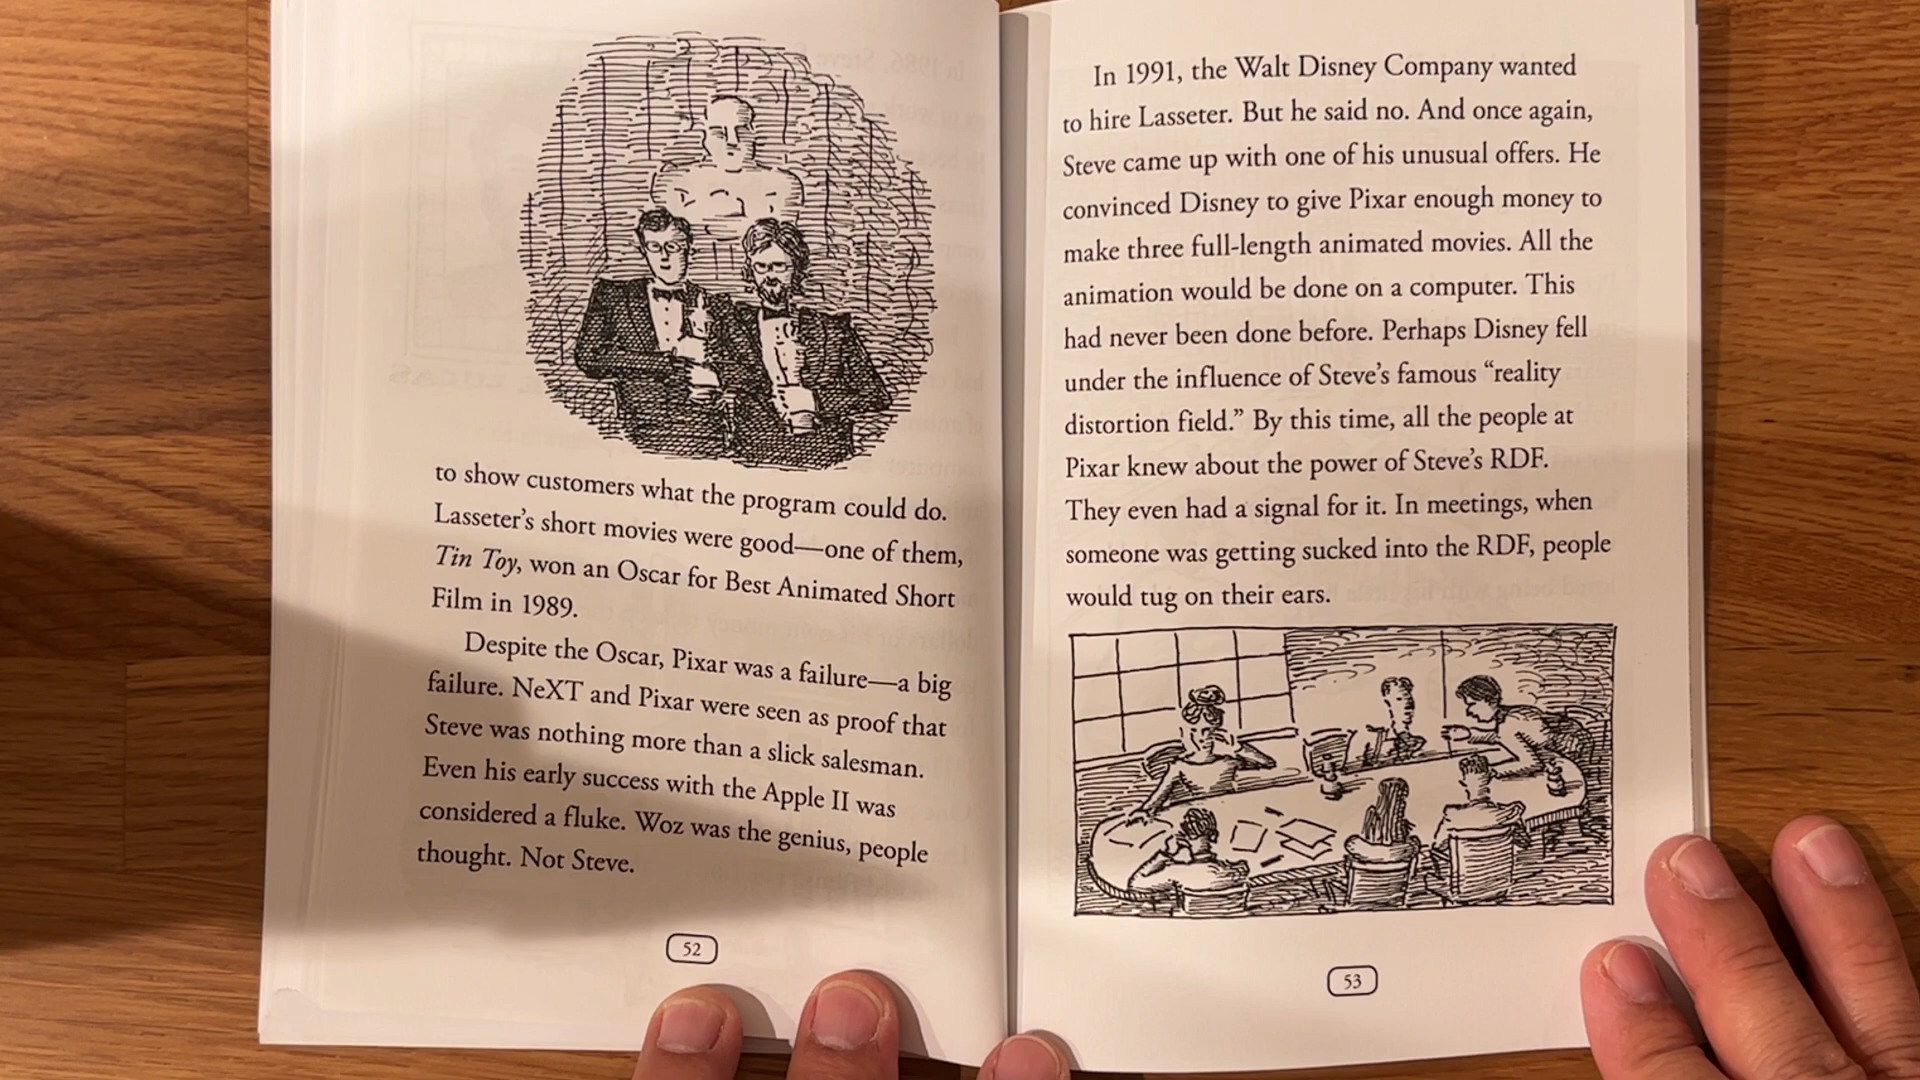 to show customers what the program could do.
Lasseter's short movies were good—one of them,
Tin Toy, won an Oscar for Best Animated Short
Film in 1989.
Despite the Oscar, Pixar was a failure—a big
failure. NeXT and Pixar were seen as proof that
Steve was nothing more than a slick salesman.
Even his early success with the Apple II was
considered a fluke. Woz was the genius, people
thought. Not Steve.
52
In 1991, the Walt Disney Company wanted
to hire Lasseter. But he said no. And once again,
Steve came up with one of his unusual offers. He
convinced Disney to give Pixar enough money to
make three full-length animated movies. All the
animation would be done on a computer. This
had never been done before. Perhaps Disney fell
under the influence of Steve's famous “reality
distortion field.” By this time, all the people at
Pixar knew about the power of Steve's RDF.
They even had a signal for it. In meetings, when
someone was getting sucked into the RDF, people
would tug on their ears.
53